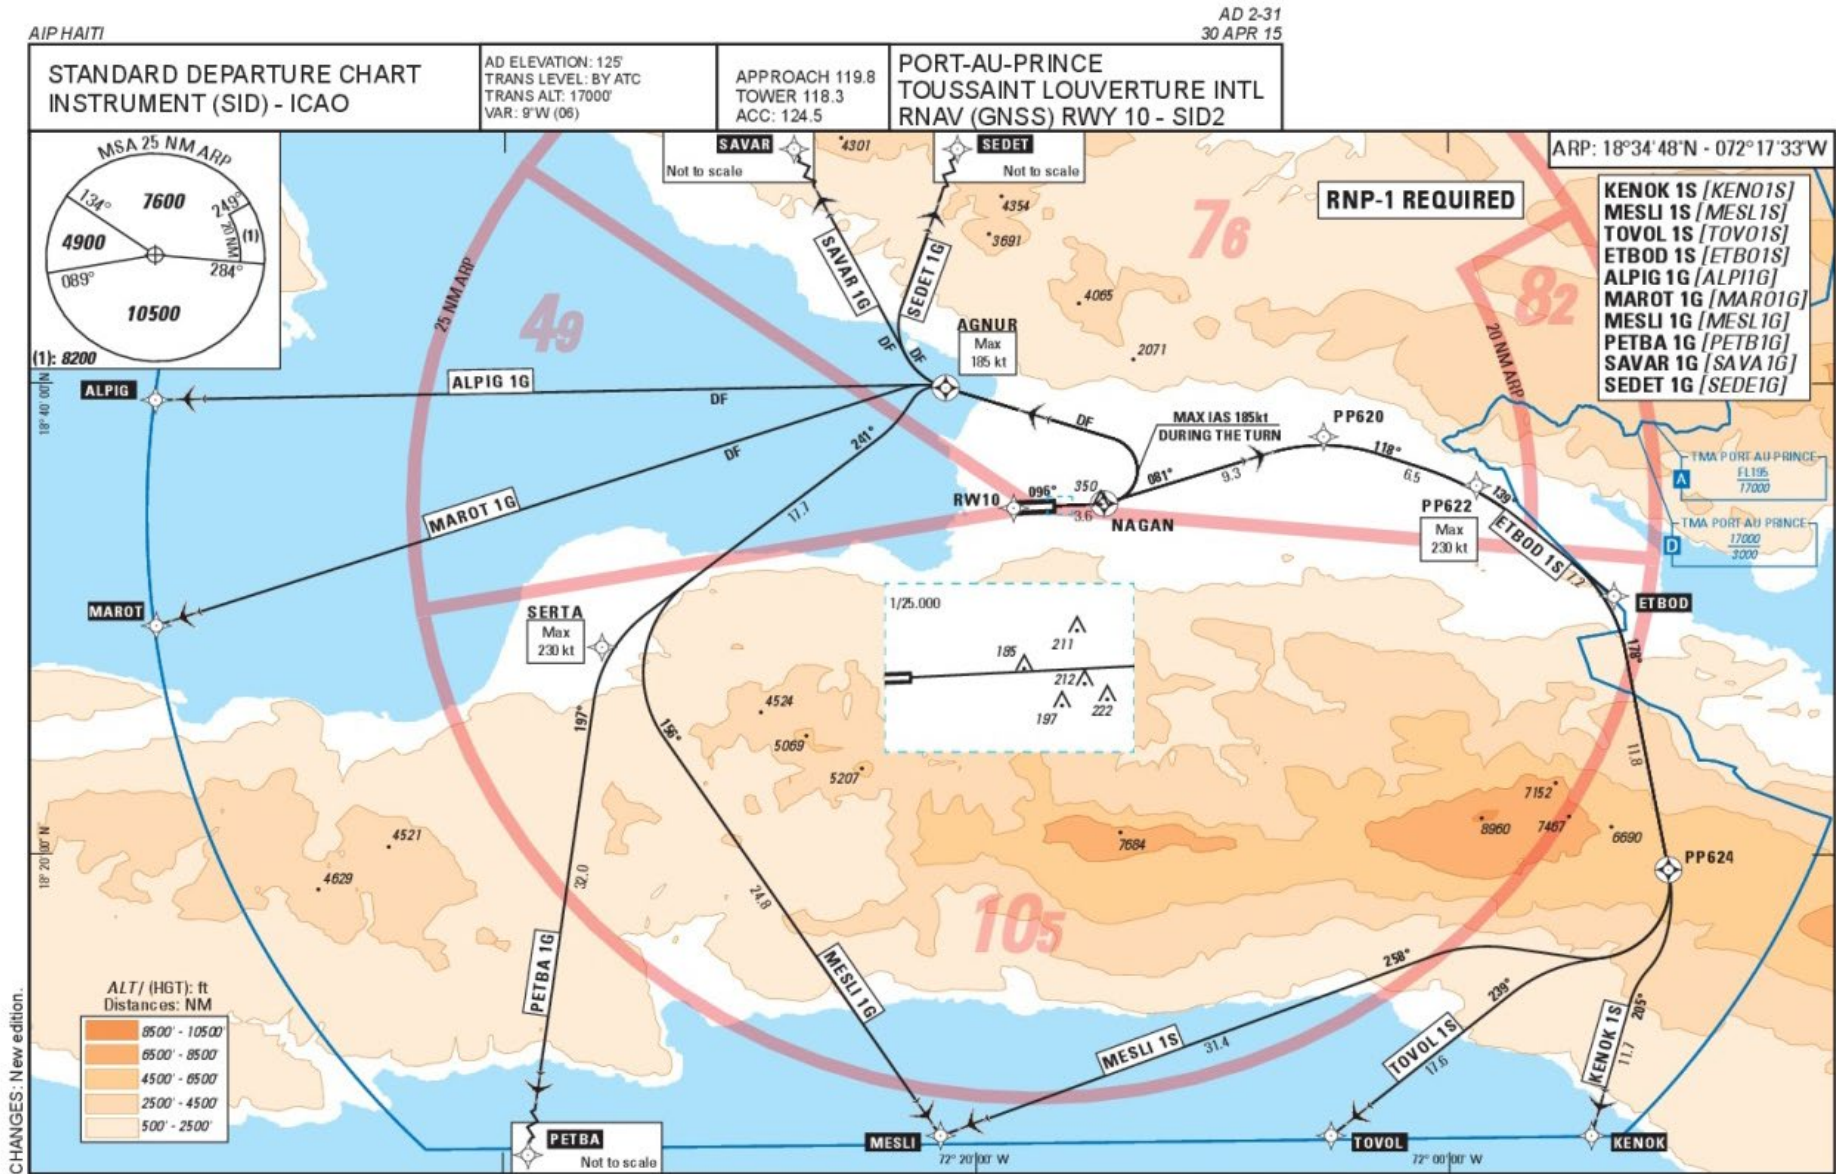 AIP HAITI
AD 2-31
30 APR 15
STANDARD DEPARTURE CHART
INSTRUMENT (SID) - ICAO
AD ELEVATION: 125'
TRANS LEVEL: BY ATC
TRANS ALT: 17000'
VAR: 9°W (06)
APPROACH 119.8
TOWER 118.3
ACC: 124.5
PORT-AU-PRINCE
TOUSSAINT LOUVERTURE INTL
RNAV (GNSS) RWY 10 - SID2
MSA 25 NM ARP
134°
7600
249°
20 NM
(1)
4900
089°
284°
10500
(1): 8200
SAVAR
Not to scale
4301
SEDET
Not to scale
4354
3691
RNP-1 REQUIRED
ARP: 18°34'48"N - 072°17'33"W
KENOK 1S [KENO1S]
MESLI 1S [MESL1S]
TOVOL 1S [TOVO1S]
ETBOD 1S [ETBO1S]
ALPIG 1G [ALPI1G]
MAROT 1G [MARO1G]
MESLI 1G [MESL1G]
PETBA 1G [PETB1G]
SAVAR 1G [SAVA1G]
SEDET 1G [SEDE1G]
76
82
49
25 NM ARP
20 NM ARP
SAVAR 1G
SEDET 1G
4065
2071
DF
DF
AGNUR
Max
185 kt
ALPIG
ALPIG 1G
DF
18° 40' 00" N
DF
MAX IAS 185kt
DURING THE TURN
PP620
118°
6.5
081°
9.3
241°
DF
17.7
MAROT 1G
RW10
096°
350
3.6
NAGAN
PP622
Max
230 kt
139°
ETBOD 1S
7.2
TMA PORT AU PRINCE
A
FL195
17000
TMA PORT AU PRINCE
D
17000
3000
MAROT
SERTA
Max
230 kt
ETBOD
178°
1/25.000
185
211
212
197
222
197°
156°
4524
5069
5207
11.8
7152
7467
8960
6690
7684
4521
4629
18° 20' 00" N
PP624
32.0
24.8
105
PETBA 1G
MESLI 1G
258°
239°
205°
MESLI 1S
31.4
TOVOL 1S
17.6
KENOK 1S
11.7
ALT/ (HGT): ft
Distances: NM
8500' - 10500'
6500' - 8500'
4500' - 6500'
2500' - 4500'
500' - 2500'
CHANGES: New edition.
PETBA
Not to scale
MESLI
72° 20' 00" W
TOVOL
72° 00' 00" W
KENOK